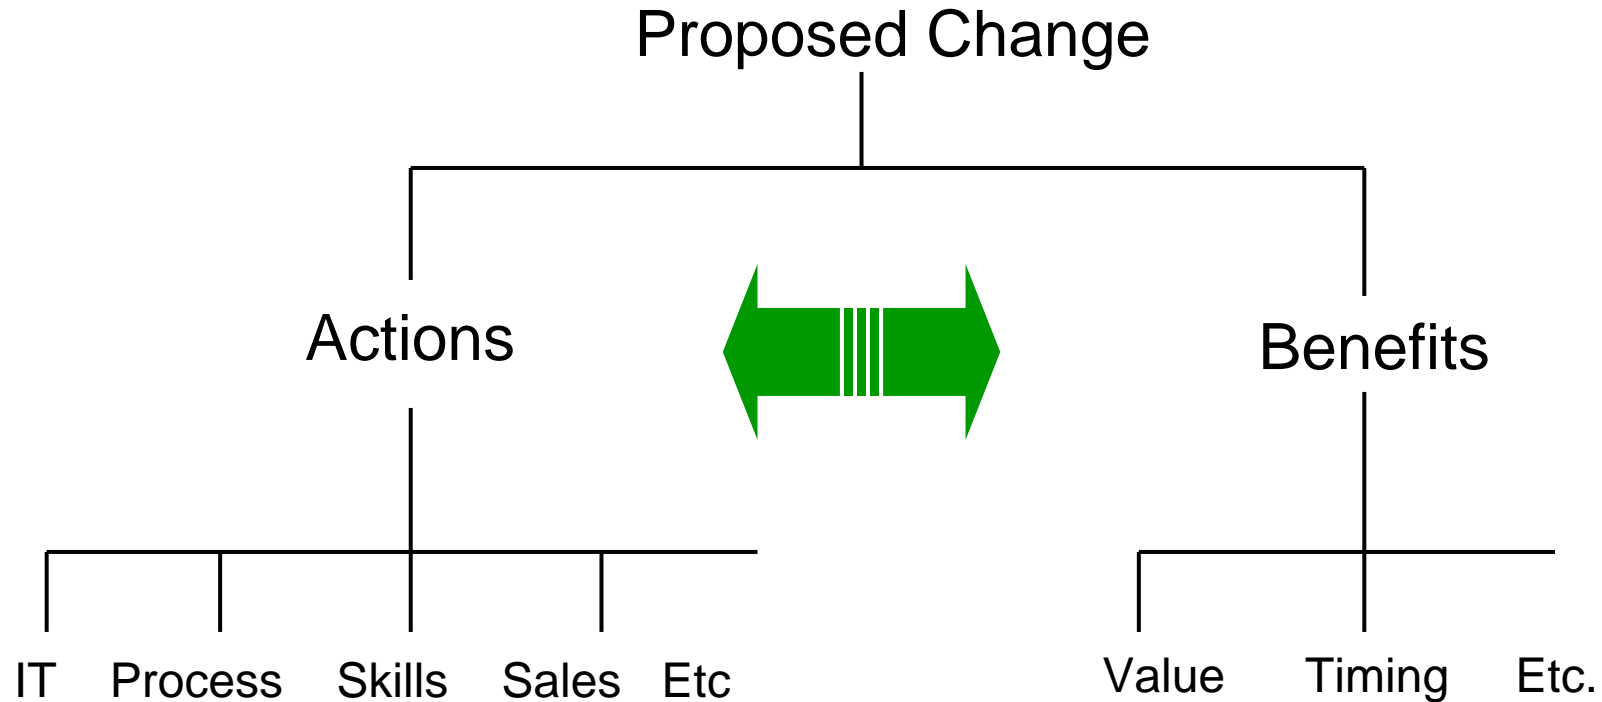 Proposed Change
Actions
Benefits
IT Process Skills Sales Etc
Value Timing Etc.